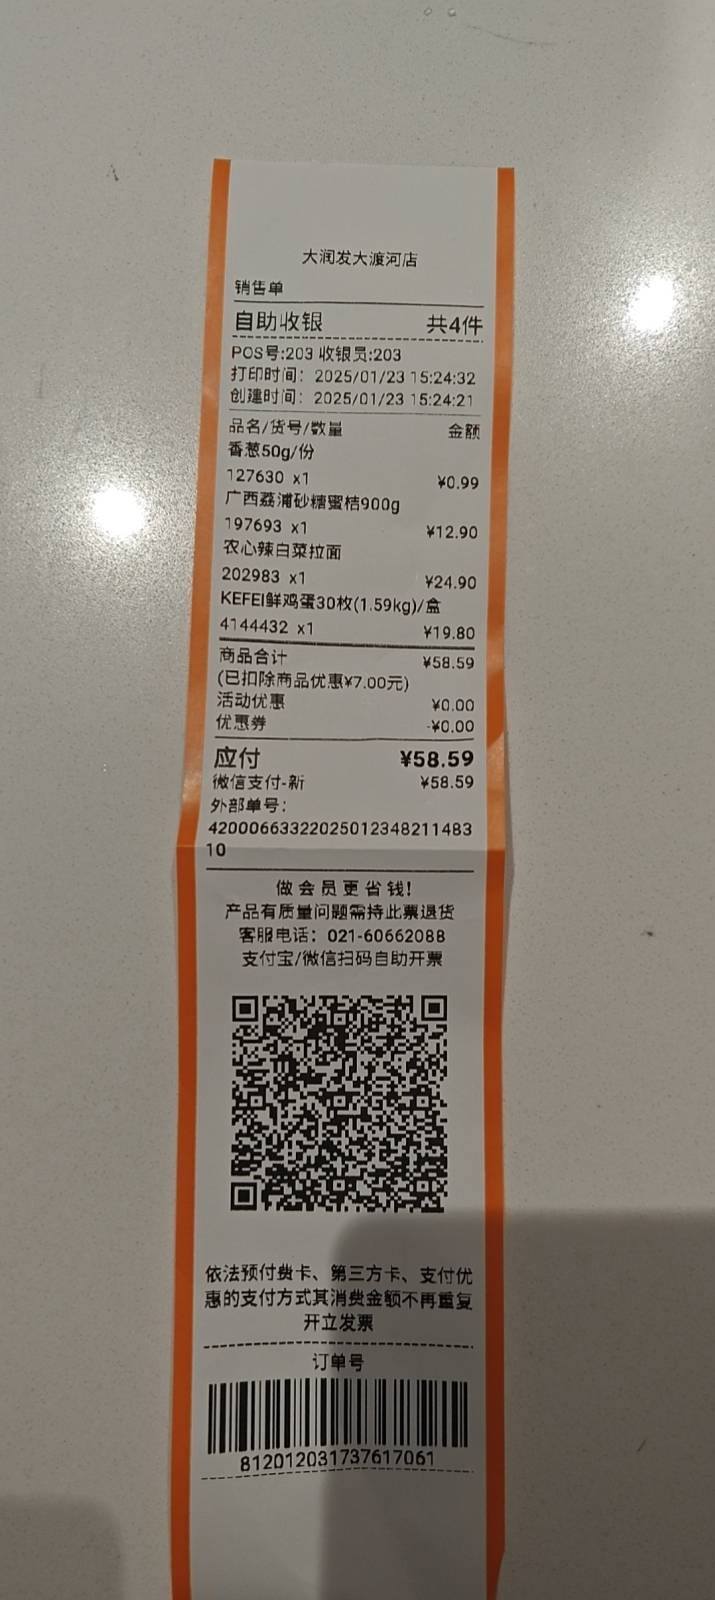 大润发大渡河店
销售单
自助收银 共4件
POS号:203 收银员:203
打印时间: 2025/01/23 15:24:32
创建时间: 2025/01/23 15:24:21
品名/货号/数量 金额
香葱50g/份
127630 x1 ¥0.99
广西荔浦砂糖蜜桔900g
197693 x1 ¥12.90
农心辣白菜拉面
202983 x1 ¥24.90
KEFEI鲜鸡蛋30枚(1.59kg)/盒
4144432 x1 ¥19.80
商品合计 ¥58.59
(已扣除商品优惠¥7.00元)
活动优惠 ¥0.00
优惠券 -¥0.00
应付 ¥58.59
微信支付-新 ¥58.59
外部单号:
42000663322025012348211483
10
做会员更省钱!
产品有质量问题需持此票退货
客服电话: 021-60662088
支付宝/微信扫码自助开票
依法预付费卡、第三方卡、支付优
惠的支付方式其消费金额不再重复
开立发票
订单号
812012031737617061